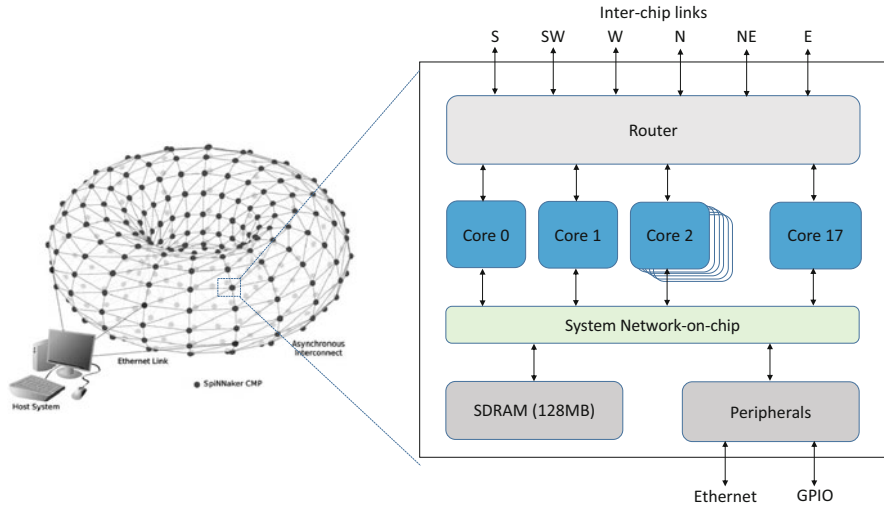 Inter-chip links
S SW W N NE E
Router
Core 0 Core 1 Core 2 Core 17
System Network-on-chip
SDRAM (128MB) Peripherals
Ethernet GPIO
Asynchronous
Interconnect
Ethernet Link
SpiNNaker CMP
Host System